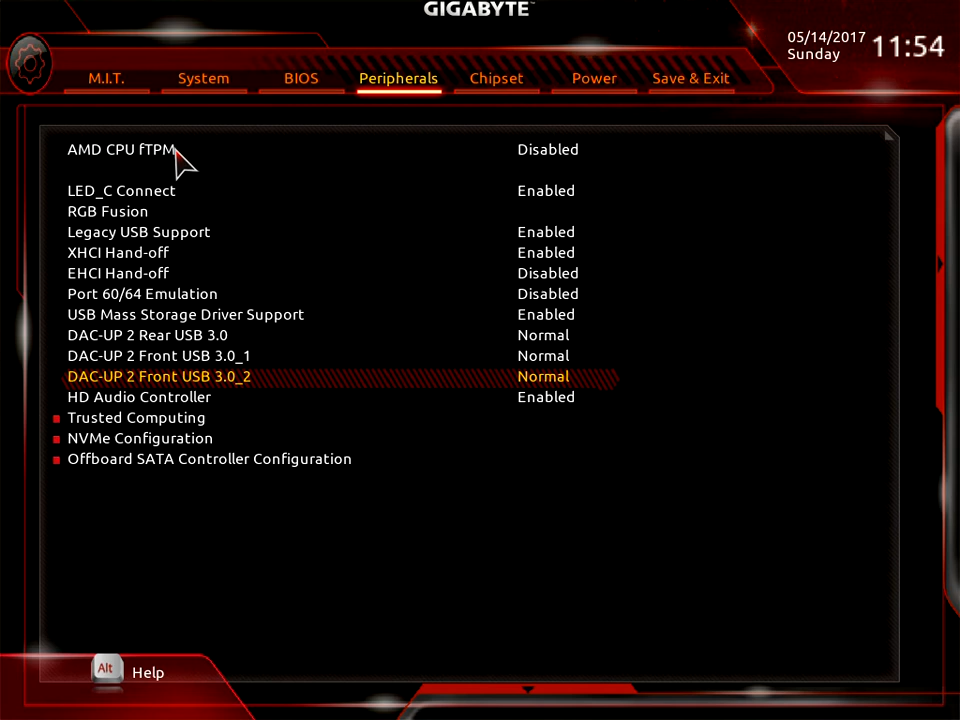 GIGABYTE™
05/14/2017
Sunday
11:54
M.I.T. System BIOS Peripherals Chipset Power Save & Exit
AMD CPU fTPM Disabled
LED_C Connect Enabled
RGB Fusion
Legacy USB Support Enabled
XHCI Hand-off Enabled
EHCI Hand-off Disabled
Port 60/64 Emulation Disabled
USB Mass Storage Driver Support Enabled
DAC-UP 2 Rear USB 3.0 Normal
DAC-UP 2 Front USB 3.0_1 Normal
DAC-UP 2 Front USB 3.0_2 Normal
HD Audio Controller Enabled
Trusted Computing
NVMe Configuration
Offboard SATA Controller Configuration
Alt Help